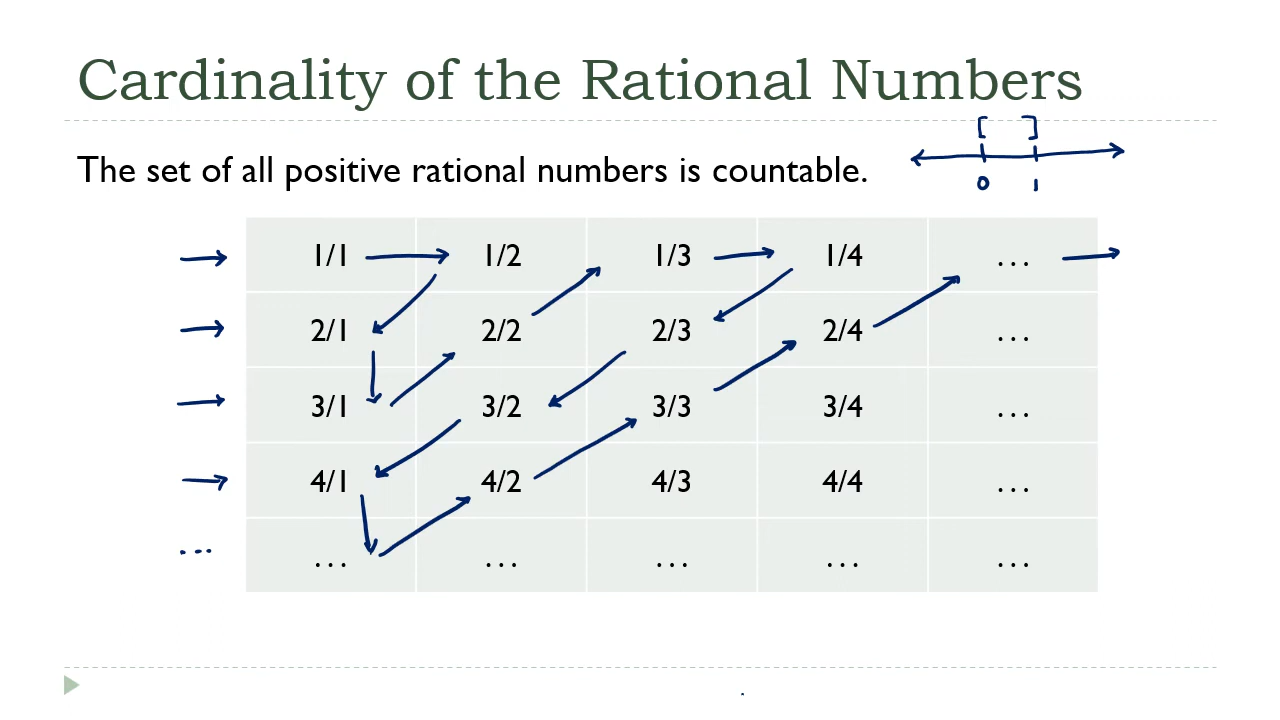 Cardinality of the Rational Numbers
[ ]
The set of all positive rational numbers is countable.
0 1
1/1 1/2 1/3 1/4 ...
2/1 2/2 2/3 2/4 ...
3/1 3/2 3/3 3/4 ...
4/1 4/2 4/3 4/4 ...
...
... ... ... ... ...
.